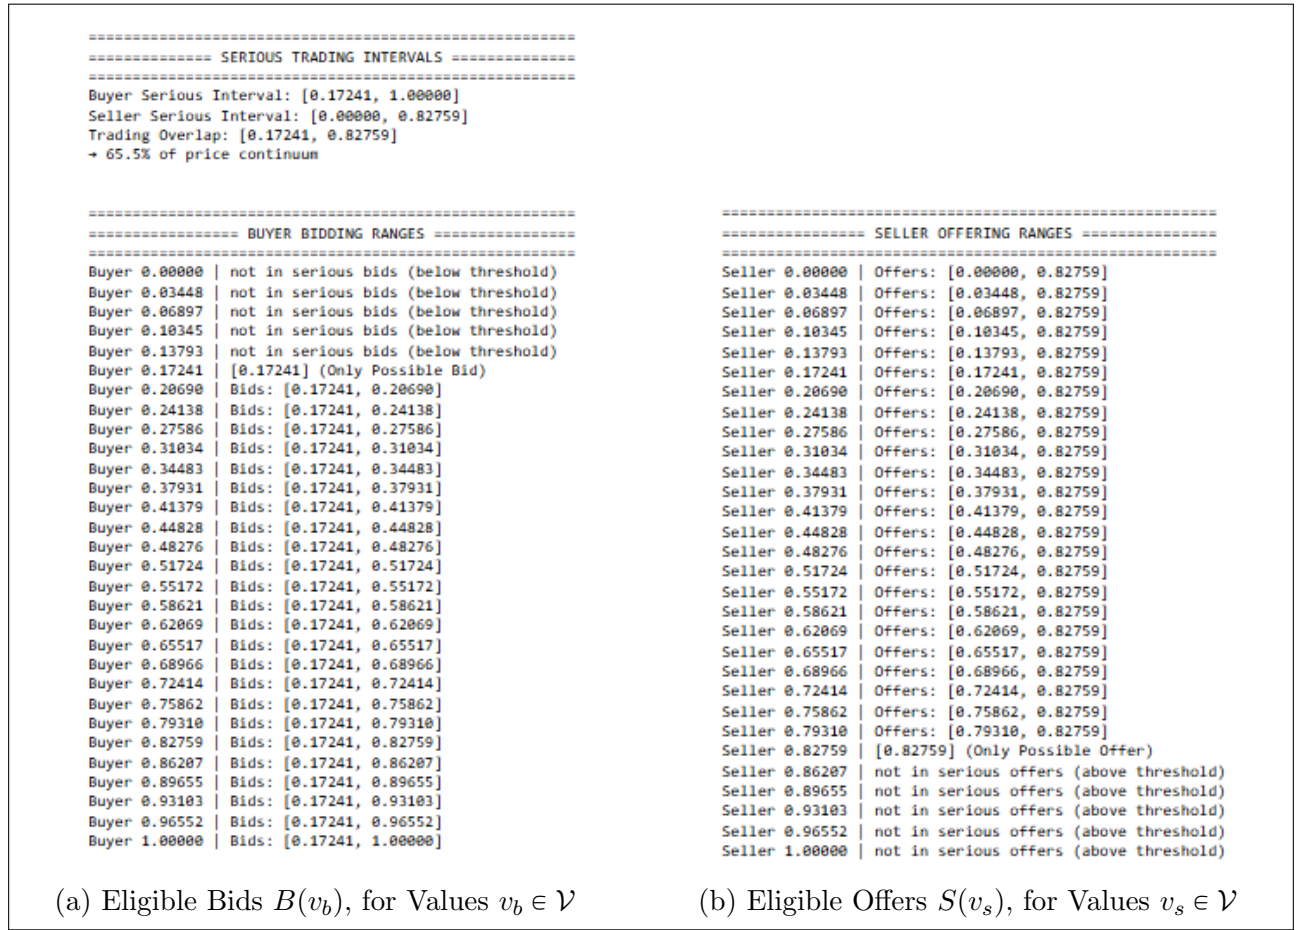 =======================================================
============== SERIOUS TRADING INTERVALS ==============
=======================================================
Buyer Serious Interval: [0.17241, 1.00000]
Seller Serious Interval: [0.00000, 0.82759]
Trading Overlap: [0.17241, 0.82759]
→ 65.5% of price continuum
=======================================================
================= BUYER BIDDING RANGES ================
=======================================================
Buyer 0.00000 | not in serious bids (below threshold)
Buyer 0.03448 | not in serious bids (below threshold)
Buyer 0.06897 | not in serious bids (below threshold)
Buyer 0.10345 | not in serious bids (below threshold)
Buyer 0.13793 | not in serious bids (below threshold)
Buyer 0.17241 | [0.17241] (Only Possible Bid)
Buyer 0.20690 | Bids: [0.17241, 0.20690]
Buyer 0.24138 | Bids: [0.17241, 0.24138]
Buyer 0.27586 | Bids: [0.17241, 0.27586]
Buyer 0.31034 | Bids: [0.17241, 0.31034]
Buyer 0.34483 | Bids: [0.17241, 0.34483]
Buyer 0.37931 | Bids: [0.17241, 0.37931]
Buyer 0.41379 | Bids: [0.17241, 0.41379]
Buyer 0.44828 | Bids: [0.17241, 0.44828]
Buyer 0.48276 | Bids: [0.17241, 0.48276]
Buyer 0.51724 | Bids: [0.17241, 0.51724]
Buyer 0.55172 | Bids: [0.17241, 0.55172]
Buyer 0.58621 | Bids: [0.17241, 0.58621]
Buyer 0.62069 | Bids: [0.17241, 0.62069]
Buyer 0.65517 | Bids: [0.17241, 0.65517]
Buyer 0.68966 | Bids: [0.17241, 0.68966]
Buyer 0.72414 | Bids: [0.17241, 0.72414]
Buyer 0.75862 | Bids: [0.17241, 0.75862]
Buyer 0.79310 | Bids: [0.17241, 0.79310]
Buyer 0.82759 | Bids: [0.17241, 0.82759]
Buyer 0.86207 | Bids: [0.17241, 0.86207]
Buyer 0.89655 | Bids: [0.17241, 0.89655]
Buyer 0.93103 | Bids: [0.17241, 0.93103]
Buyer 0.96552 | Bids: [0.17241, 0.96552]
Buyer 1.00000 | Bids: [0.17241, 1.00000]
(a) Eligible Bids B(v_b), for Values v_b ∈ 𝒱
=======================================================
================ SELLER OFFERING RANGES ===============
=======================================================
Seller 0.00000 | Offers: [0.00000, 0.82759]
Seller 0.03448 | Offers: [0.03448, 0.82759]
Seller 0.06897 | Offers: [0.06897, 0.82759]
Seller 0.10345 | Offers: [0.10345, 0.82759]
Seller 0.13793 | Offers: [0.13793, 0.82759]
Seller 0.17241 | Offers: [0.17241, 0.82759]
Seller 0.20690 | Offers: [0.20690, 0.82759]
Seller 0.24138 | Offers: [0.24138, 0.82759]
Seller 0.27586 | Offers: [0.27586, 0.82759]
Seller 0.31034 | Offers: [0.31034, 0.82759]
Seller 0.34483 | Offers: [0.34483, 0.82759]
Seller 0.37931 | Offers: [0.37931, 0.82759]
Seller 0.41379 | Offers: [0.41379, 0.82759]
Seller 0.44828 | Offers: [0.44828, 0.82759]
Seller 0.48276 | Offers: [0.48276, 0.82759]
Seller 0.51724 | Offers: [0.51724, 0.82759]
Seller 0.55172 | Offers: [0.55172, 0.82759]
Seller 0.58621 | Offers: [0.58621, 0.82759]
Seller 0.62069 | Offers: [0.62069, 0.82759]
Seller 0.65517 | Offers: [0.65517, 0.82759]
Seller 0.68966 | Offers: [0.68966, 0.82759]
Seller 0.72414 | Offers: [0.72414, 0.82759]
Seller 0.75862 | Offers: [0.75862, 0.82759]
Seller 0.79310 | Offers: [0.79310, 0.82759]
Seller 0.82759 | [0.82759] (Only Possible Offer)
Seller 0.86207 | not in serious offers (above threshold)
Seller 0.89655 | not in serious offers (above threshold)
Seller 0.93103 | not in serious offers (above threshold)
Seller 0.96552 | not in serious offers (above threshold)
Seller 1.00000 | not in serious offers (above threshold)
(b) Eligible Offers S(v_s), for Values v_s ∈ 𝒱